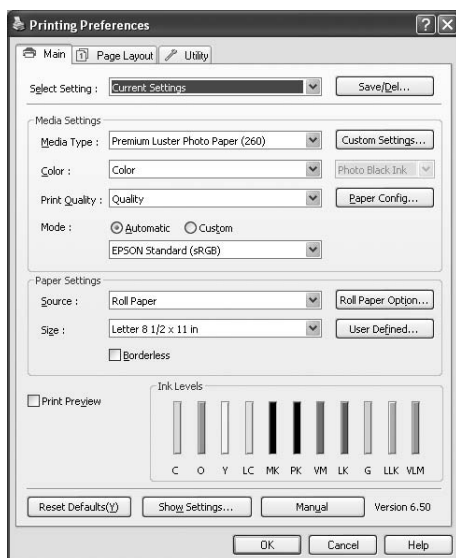 Printing Preferences
Main Page Layout Utility
Select Setting : Current Settings Save/Del...
Media Settings
Media Type : Premium Luster Photo Paper (260) Custom Settings...
Color : Color Photo Black Ink
Print Quality : Quality Paper Config...
Mode : Automatic Custom
EPSON Standard (sRGB)
Paper Settings
Source : Roll Paper Roll Paper Option...
Size : Letter 8 1/2 x 11 in User Defined...
Borderless
Print Preview
Ink Levels
C O Y LC MK PK VM LK G LLK VLM
Reset Defaults(Y) Show Settings... Manual Version 6.50
OK Cancel Help